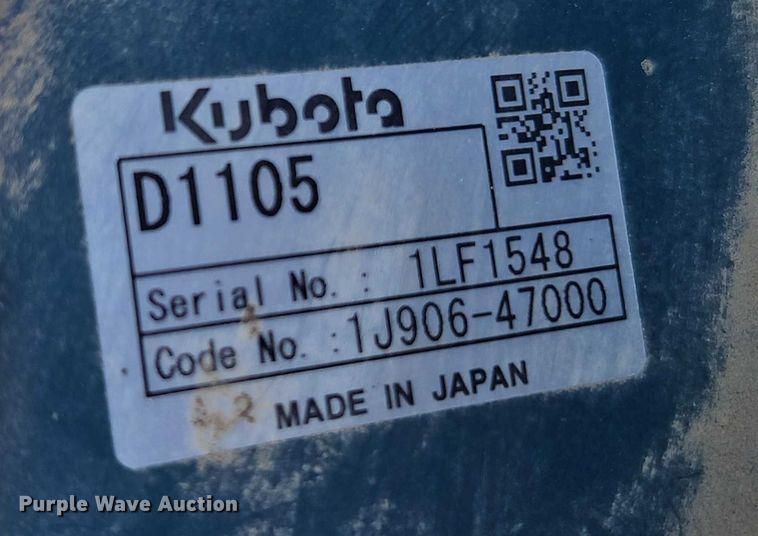 Kubota
D1105
Serial No. : 1LF1548
Code No. :1J906-47000
MADE IN JAPAN
Purple Wave Auction